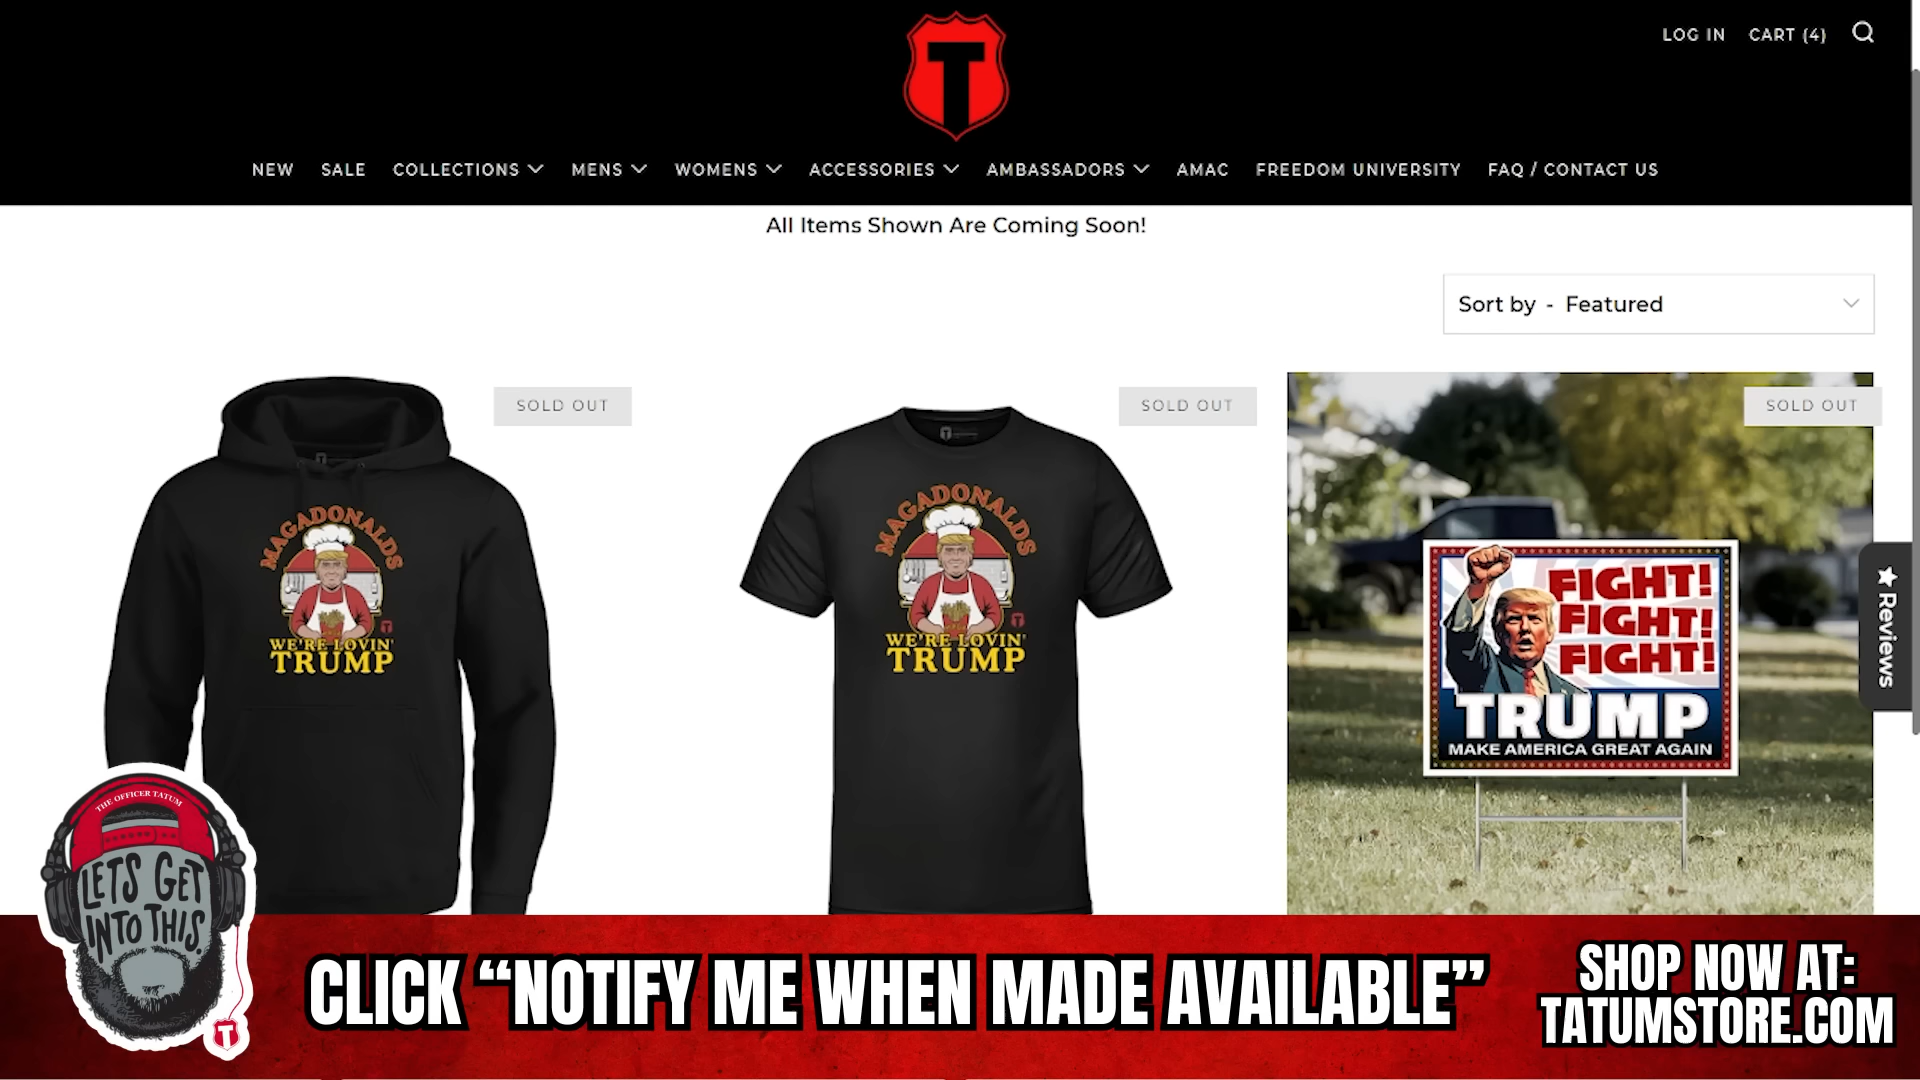 LOG IN CART (4)
T
NEW SALE COLLECTIONS MENS WOMENS ACCESSORIES AMBASSADORS AMAC FREEDOM UNIVERSITY FAQ / CONTACT US
All Items Shown Are Coming Soon!
Sort by - Featured
SOLD OUT
SOLD OUT
SOLD OUT
MAGADONALDS
WE'RE LOVIN'
TRUMP
MAGADONALDS
WE'RE LOVIN'
TRUMP
FIGHT!
FIGHT!
FIGHT!
TRUMP
MAKE AMERICA GREAT AGAIN
★ Reviews
THE OFFICER TATUM
LETS GET
INTO THIS.
T
CLICK “NOTIFY ME WHEN MADE AVAILABLE”
SHOP NOW AT:
TATUMSTORE.COM